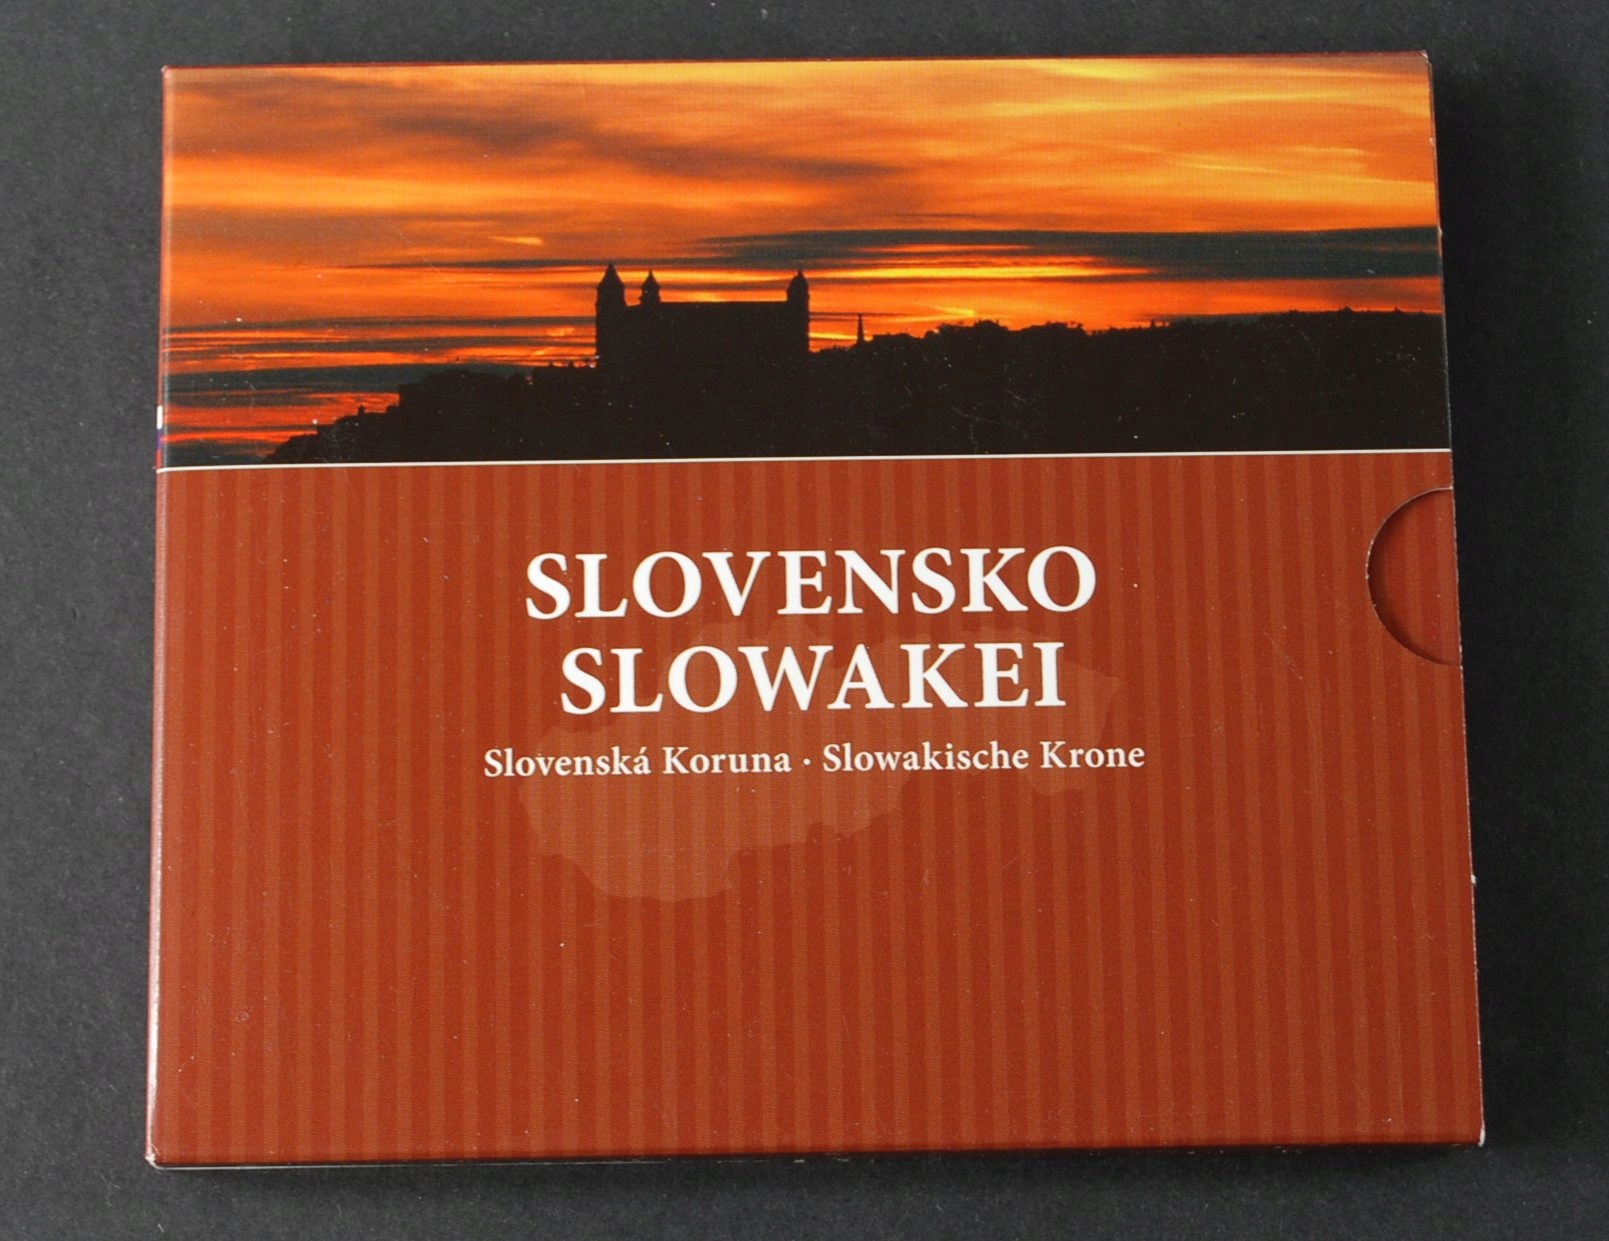 SLOVENSKO
SLOWAKEI
Slovenská Koruna · Slowakische Krone